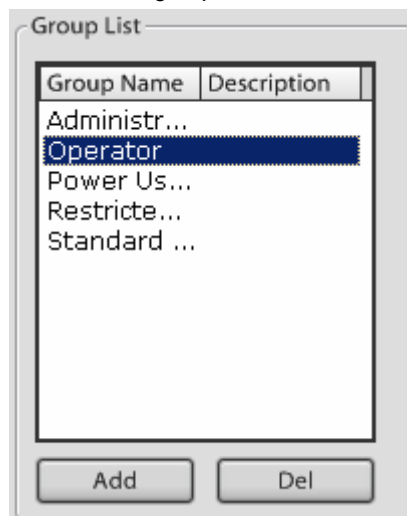 Group List
Group Name Description
Administr...
Operator
Power Us...
Restricte...
Standard ...
Add Del